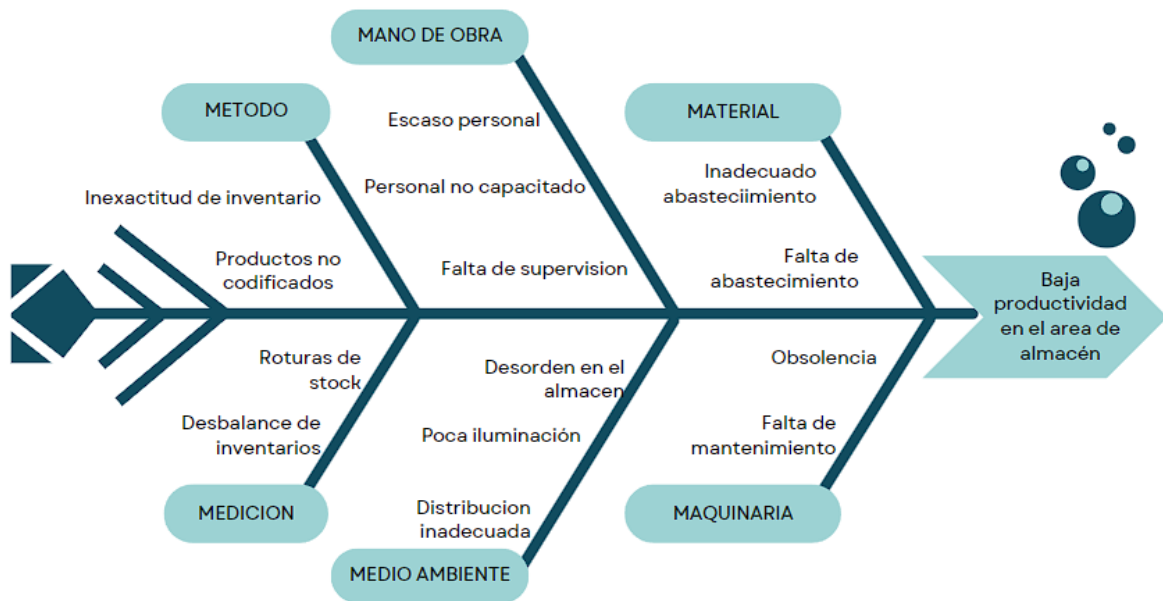 MANO DE OBRA
METODO
MATERIAL
Escaso personal
Inadecuado
abasteciimiento
Personal no capacitado
Inexactitud de inventario
Productos no
codificados
Falta de supervision
Falta de
abastecimiento
Baja
productividad
en el area de
almacén
Roturas de
stock
Desorden en el
almacen
Obsolencia
Desbalance de
inventarios
Poca iluminación
Falta de
mantenimiento
Distribucion
inadecuada
MEDICION
MAQUINARIA
MEDIO AMBIENTE